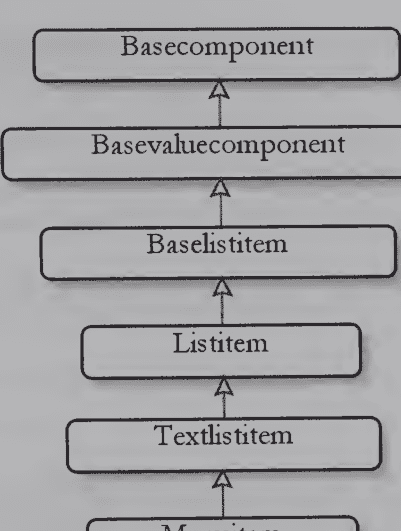 Basecomponent
Basevaluecomponent
Baselistitem
Listitem
Textlistitem